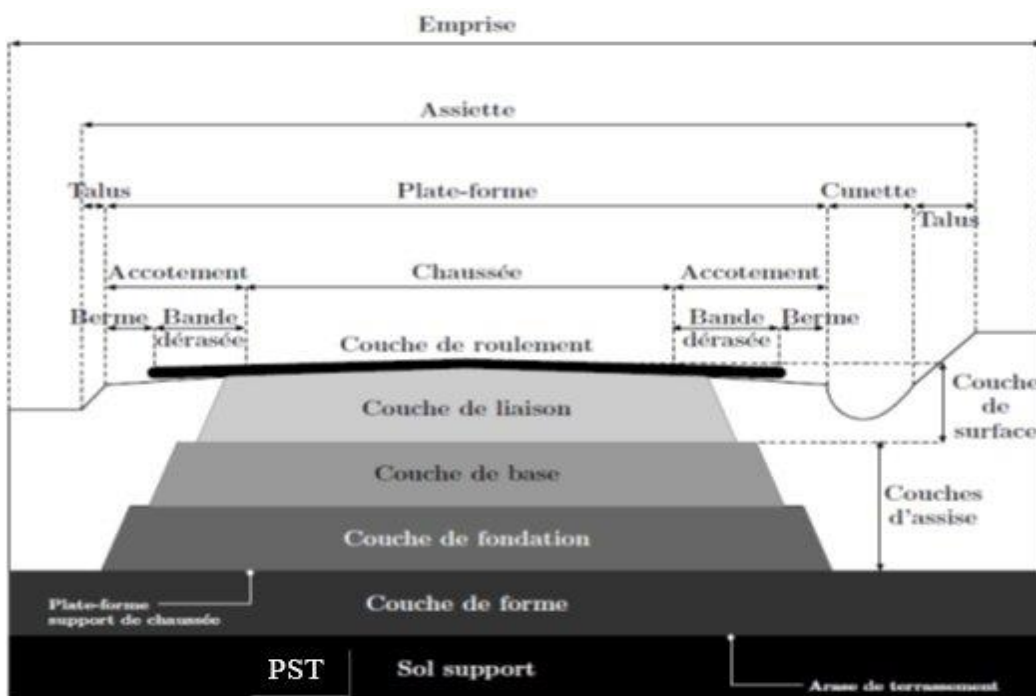 Emprise
Assiette
Talus
Plate-forme
Cunette
Talus
Accotement
Chaussée
Accotement
Berme
Bande
dérasée
Bande
dérasée
Berme
Couche de roulement
Couche de liaison
Couche
de
surface
Couche de base
Couches
d'assise
Couche de fondation
Plate-forme
support de chaussée
Couche de forme
PST
Sol support
Arase de terrassement